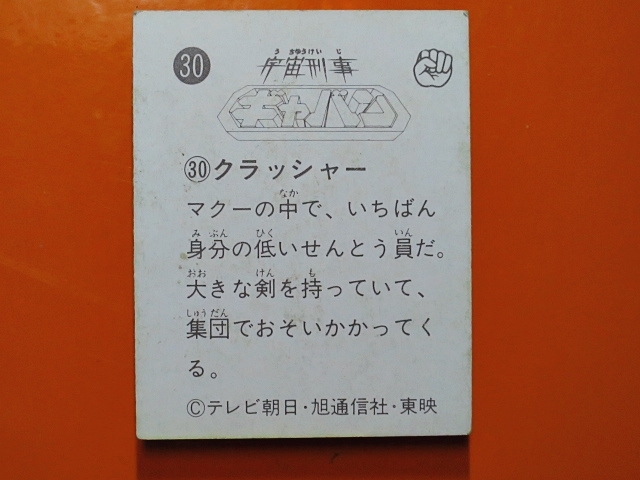 30
宇宙刑事
ギャバン
㉚クラッシャー
マクーの中で、いちばん
身分の低いせんとう員だ。
大きな剣を持っていて、
集団でおそいかかってく
る。
©テレビ朝日・旭通信社・東映